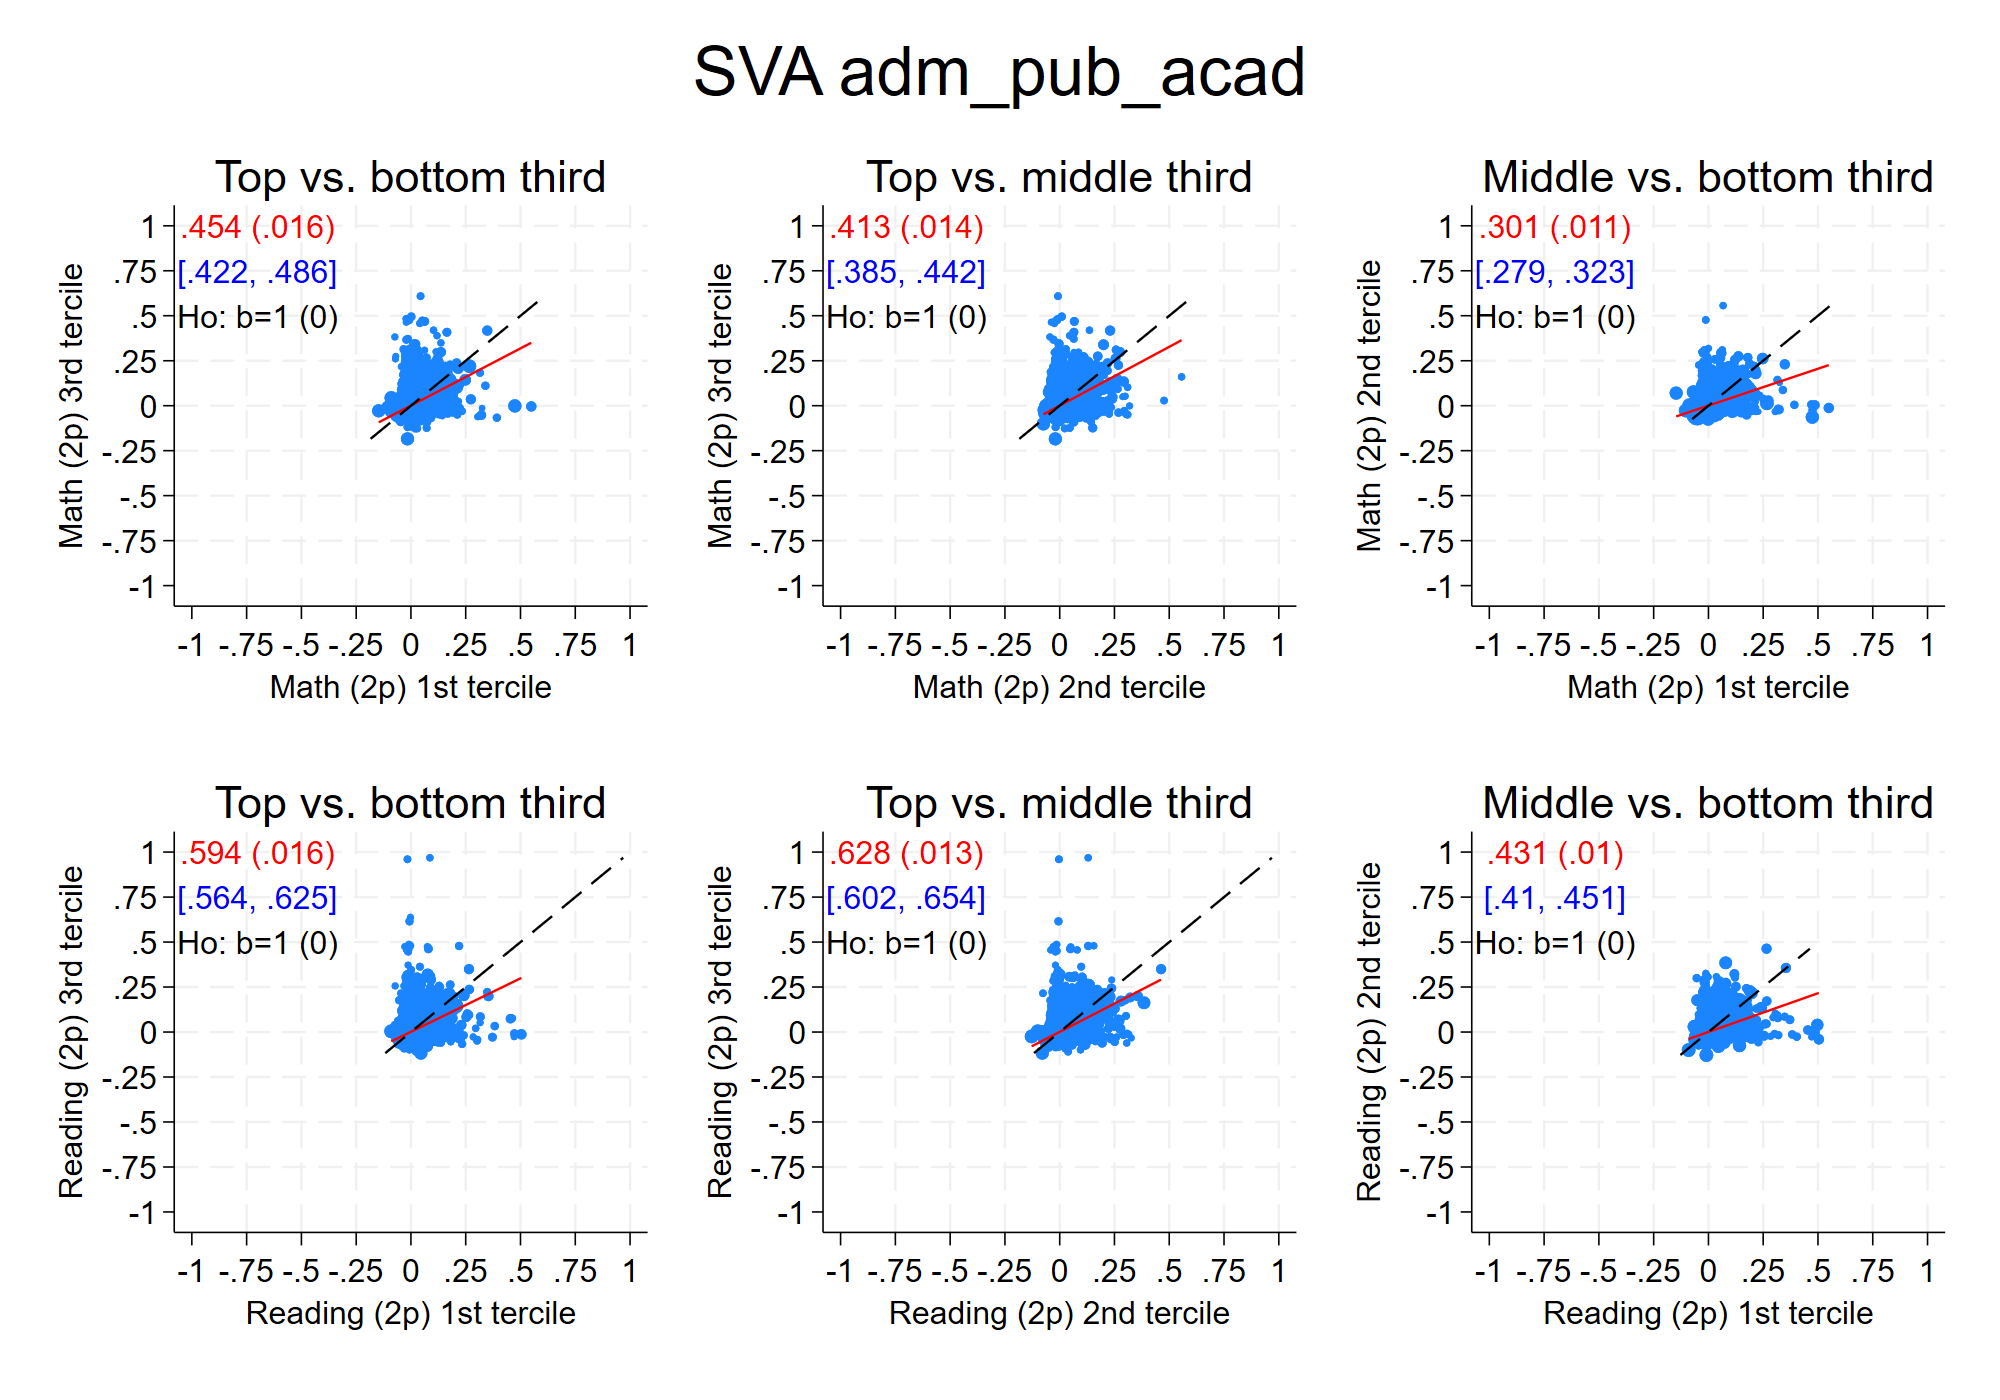 SVA adm_pub_acad
Top vs. bottom third
.454 (.016)
[.422, .486]
Ho: b=1 (0)
Math (2p) 3rd tercile
1
.75
.5
.25
0
-.25
-.5
-.75
-1
-1 -.75 -.5 -.25 0 .25 .5 .75 1
Math (2p) 1st tercile
Top vs. middle third
.413 (.014)
[.385, .442]
Ho: b=1 (0)
Math (2p) 3rd tercile
1
.75
.5
.25
0
-.25
-.5
-.75
-1
-1 -.75 -.5 -.25 0 .25 .5 .75 1
Math (2p) 2nd tercile
Middle vs. bottom third
.301 (.011)
[.279, .323]
Ho: b=1 (0)
Math (2p) 2nd tercile
1
.75
.5
.25
0
-.25
-.5
-.75
-1
-1 -.75 -.5 -.25 0 .25 .5 .75 1
Math (2p) 1st tercile
Top vs. bottom third
.594 (.016)
[.564, .625]
Ho: b=1 (0)
Reading (2p) 3rd tercile
1
.75
.5
.25
0
-.25
-.5
-.75
-1
-1 -.75 -.5 -.25 0 .25 .5 .75 1
Reading (2p) 1st tercile
Top vs. middle third
.628 (.013)
[.602, .654]
Ho: b=1 (0)
Reading (2p) 3rd tercile
1
.75
.5
.25
0
-.25
-.5
-.75
-1
-1 -.75 -.5 -.25 0 .25 .5 .75 1
Reading (2p) 2nd tercile
Middle vs. bottom third
.431 (.01)
[.41, .451]
Ho: b=1 (0)
Reading (2p) 2nd tercile
1
.75
.5
.25
0
-.25
-.5
-.75
-1
-1 -.75 -.5 -.25 0 .25 .5 .75 1
Reading (2p) 1st tercile